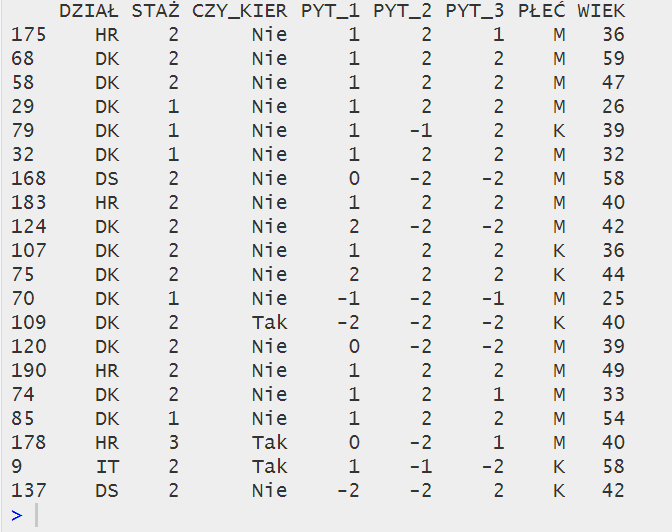 DZIAŁ STAŻ CZY_KIER PYT_1 PYT_2 PYT_3 PŁEĆ WIEK
175 HR 2 Nie 1 2 1 M 36
68 DK 2 Nie 1 2 2 M 59
58 DK 2 Nie 1 2 2 M 47
29 DK 1 Nie 1 2 2 M 26
79 DK 1 Nie 1 -1 2 K 39
32 DK 1 Nie 1 2 2 M 32
168 DS 2 Nie 0 -2 -2 M 58
183 HR 2 Nie 1 2 2 M 40
124 DK 2 Nie 2 -2 -2 M 42
107 DK 2 Nie 1 2 2 K 36
75 DK 2 Nie 2 2 2 K 44
70 DK 1 Nie -1 -2 -1 M 25
109 DK 2 Tak -2 -2 -2 K 40
120 DK 2 Nie 0 -2 -2 M 39
190 HR 2 Nie 1 2 2 M 49
74 DK 2 Nie 1 2 1 M 33
85 DK 1 Nie 1 2 2 M 54
178 HR 3 Tak 0 -2 1 M 40
9 IT 2 Tak 1 -1 -2 K 58
137 DS 2 Nie -2 -2 2 K 42
>